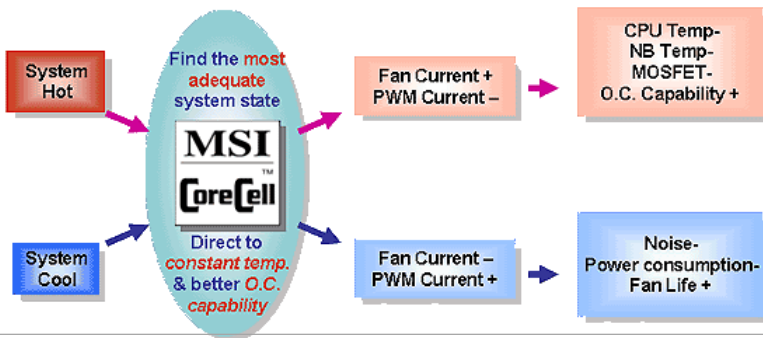 System
Hot
Find the most
adequate
system state
MSI
CoreCell™
Direct to
constant temp.
& better O.C.
capability
Fan Current +
PWM Current –
CPU Temp-
NB Temp-
MOSFET-
O.C. Capability +
System
Cool
Fan Current –
PWM Current +
Noise-
Power consumption-
Fan Life +